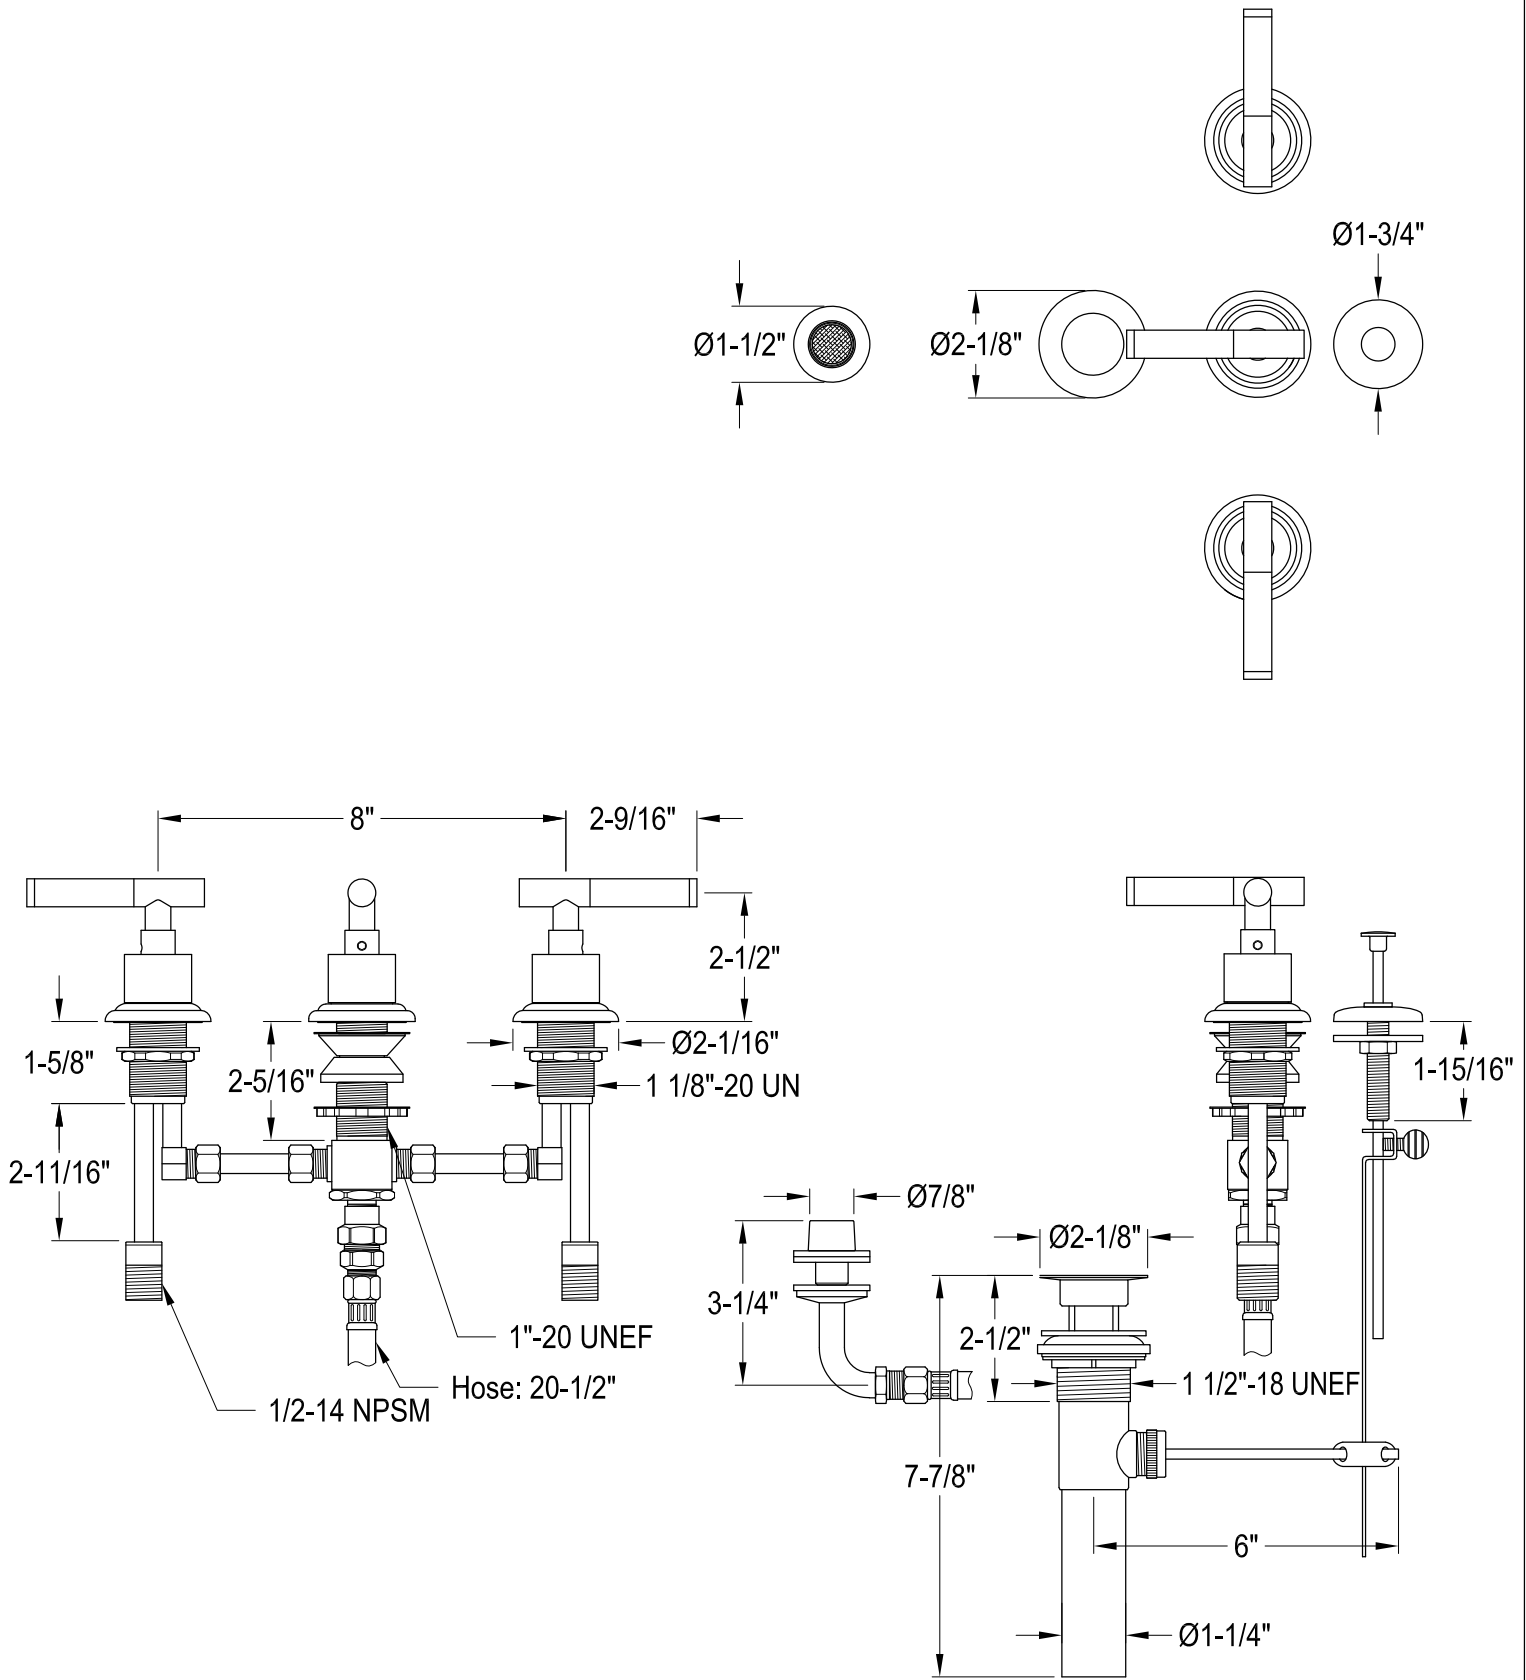 Ø1-3/4"
Ø1-1/2"
Ø2-1/8"
8"
2-9/16"
2-1/2"
1-5/8"
2-5/16"
Ø2-1/16"
1 1/8"-20 UN
1-15/16"
2-11/16"
Ø7/8"
Ø2-1/8"
3-1/4"
2-1/2"
1"-20 UNEF
Hose: 20-1/2"
1 1/2"-18 UNEF
1/2-14 NPSM
7-7/8"
6"
Ø1-1/4"